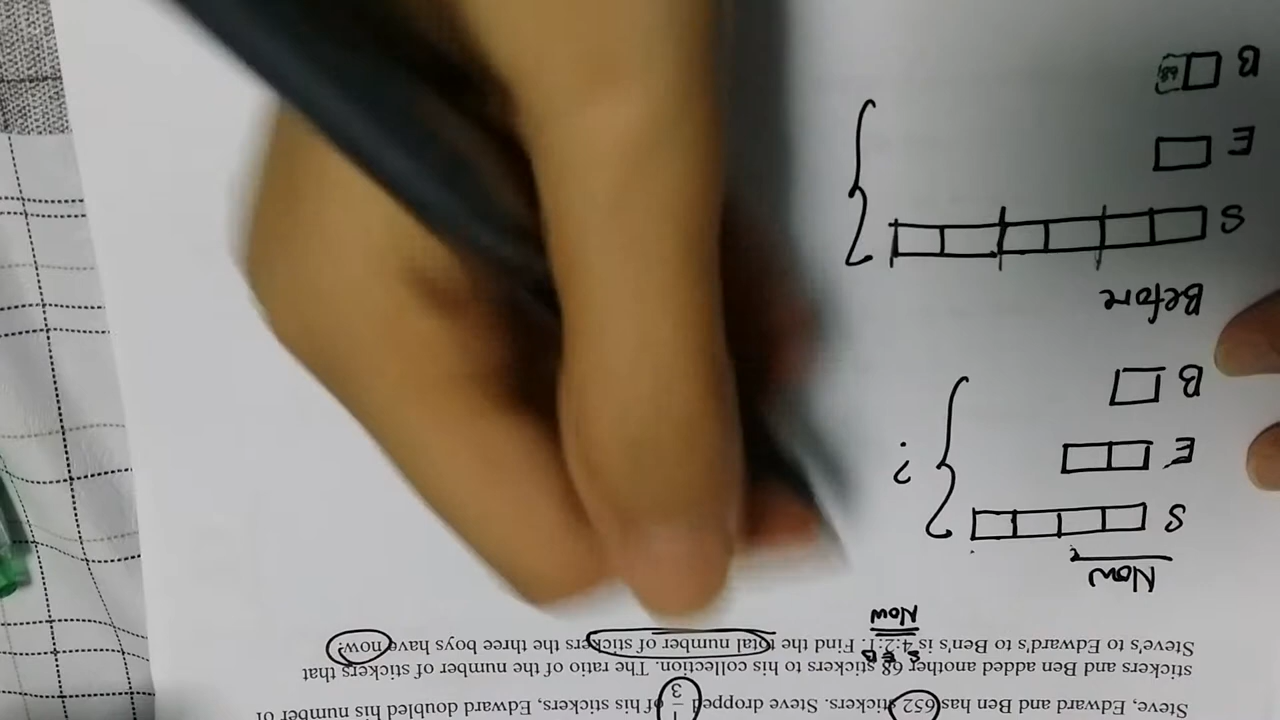 Steve, Edward and Ben has 652 stickers. Steve dropped 1/3 of his stickers, Edward doubled his number of
stickers and Ben added another 68 stickers to his collection. The ratio of the number of stickers that
Steve's to Edward's to Ben's is 4:2:1. Find the total number of stickers the three boys have now?
S E B
Now
Now
S
E
B
?
Before
S
E
B 68